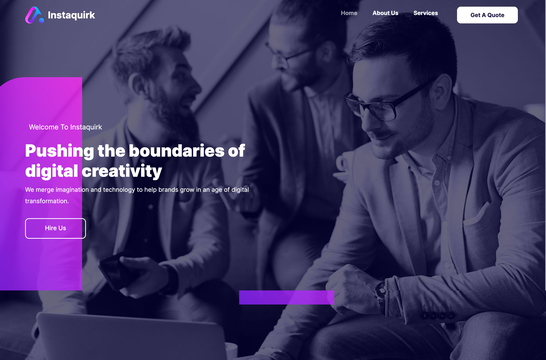 Instaquirk
Home About Us Services Get A Quote
Welcome To Instaquirk
Pushing the boundaries of
digital creativity
We merge imagination and technology to help brands grow in an age of digital
transformation.
Hire Us